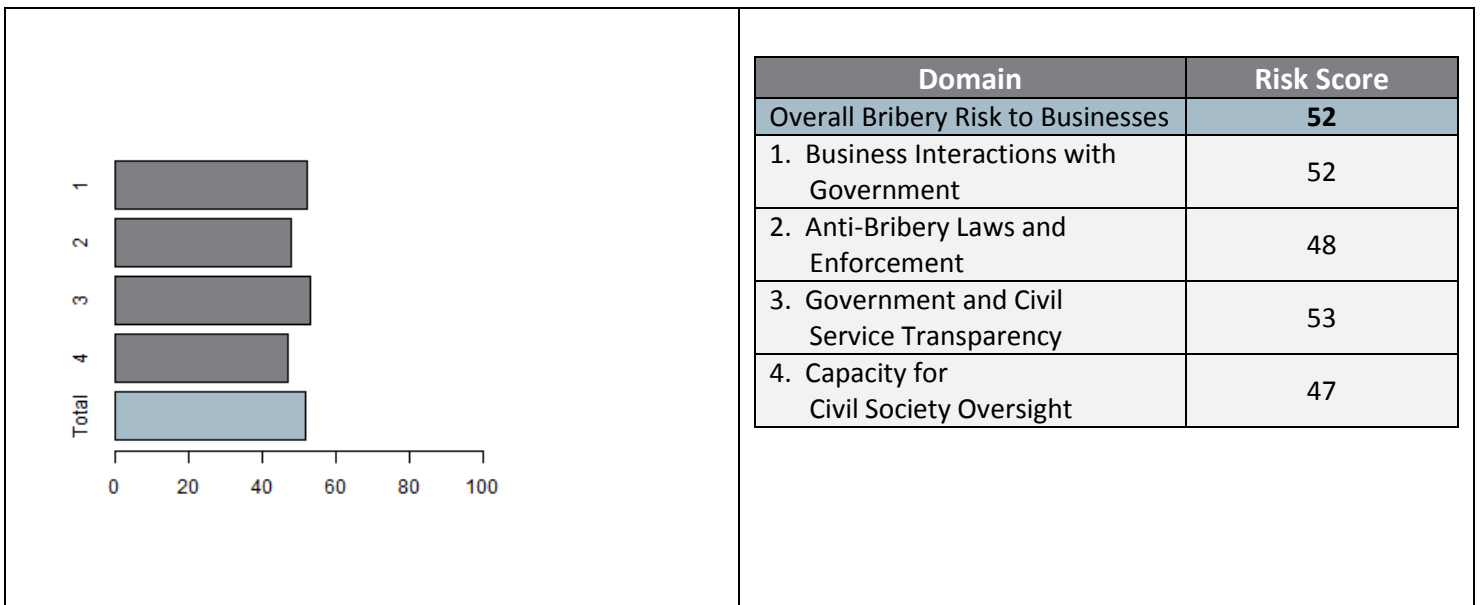 1
2
3
4
Total
0 20 40 60 80 100
Domain Risk Score
Overall Bribery Risk to Businesses 52
1. Business Interactions with
Government
52
2. Anti-Bribery Laws and
Enforcement
48
3. Government and Civil
Service Transparency
53
4. Capacity for
Civil Society Oversight
47